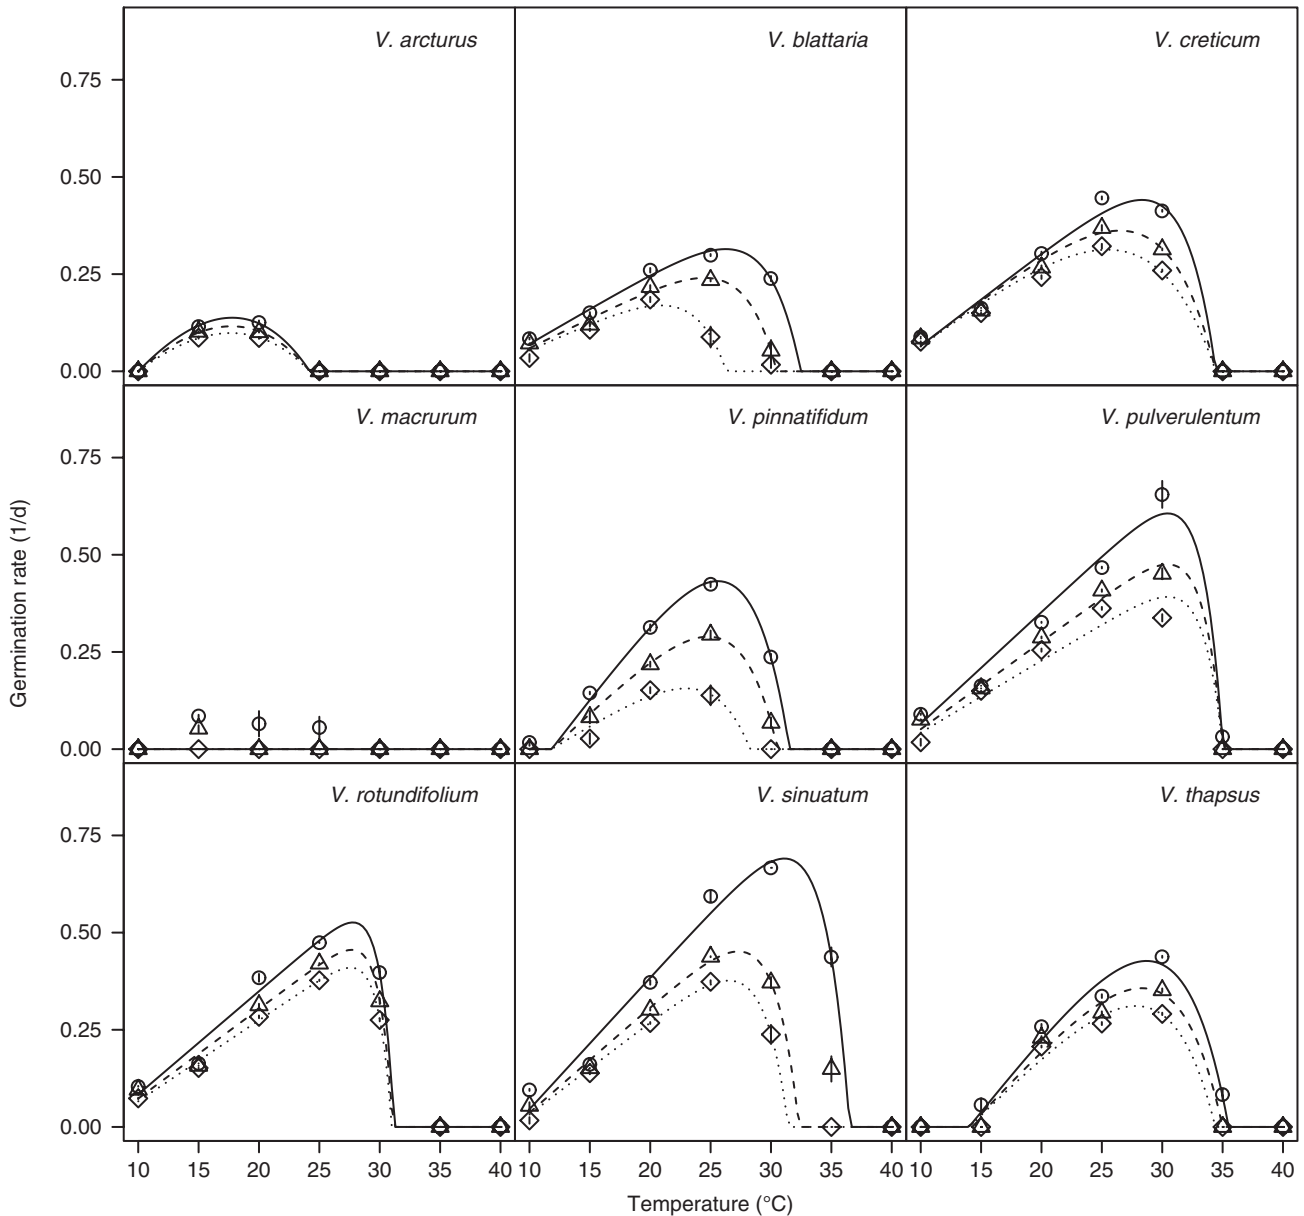 V. arcturus V. blattaria V. creticum
0.75
0.50
0.25
0.00
V. macrurum V. pinnatifidum V. pulverulentum
0.75
0.50
0.25
0.00
Germination rate (1/d)
V. rotundifolium V. sinuatum V. thapsus
0.75
0.50
0.25
0.00
10 15 20 25 30 35 40 10 15 20 25 30 35 40 10 15 20 25 30 35 40
Temperature (°C)